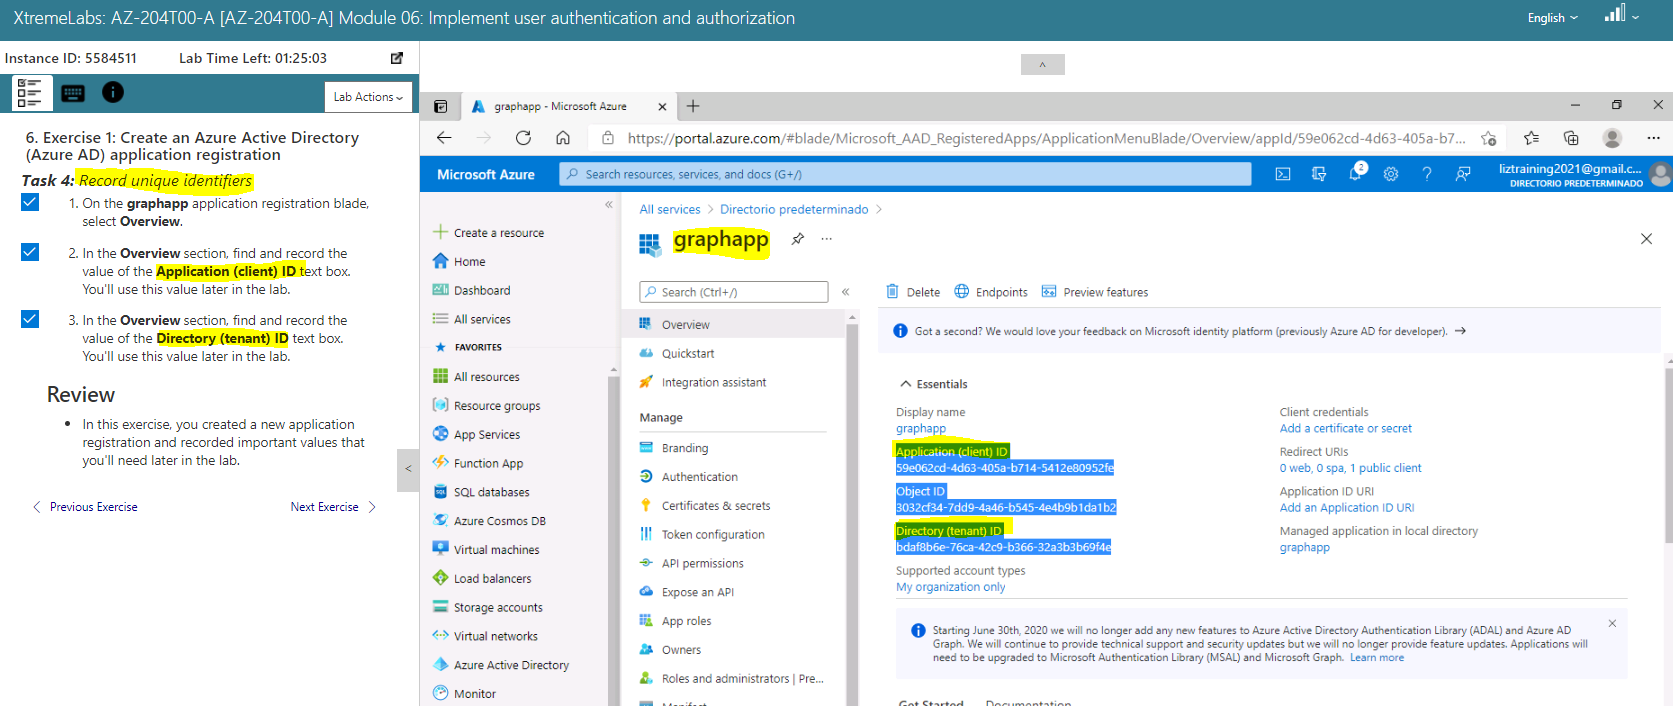 XtremeLabs: AZ-204T00-A [AZ-204T00-A] Module 06: Implement user authentication and authorization
English
Instance ID: 5584511
Lab Time Left: 01:25:03
Lab Actions
6. Exercise 1: Create an Azure Active Directory
(Azure AD) application registration
Task 4: Record unique identifiers
1. On the graphapp application registration blade,
select Overview.
2. In the Overview section, find and record the
value of the Application (client) ID text box.
You'll use this value later in the lab.
3. In the Overview section, find and record the
value of the Directory (tenant) ID text box.
You'll use this value later in the lab.
Review
• In this exercise, you created a new application
registration and recorded important values that
you'll need later in the lab.
Previous Exercise
Next Exercise
graphapp - Microsoft Azure
https://portal.azure.com/#blade/Microsoft_AAD_RegisteredApps/ApplicationMenuBlade/Overview/appId/59e062cd-4d63-405a-b7...
Microsoft Azure
Search resources, services, and docs (G+/)
2
liztraining2021@gmail.c...
DIRECTORIO PREDETERMINADO
Create a resource
Home
Dashboard
All services
FAVORITES
All resources
Resource groups
App Services
Function App
SQL databases
Azure Cosmos DB
Virtual machines
Load balancers
Storage accounts
Virtual networks
Azure Active Directory
Monitor
All services > Directorio predeterminado >
graphapp
Search (Ctrl+/)
Overview
Quickstart
Integration assistant
Manage
Branding
Authentication
Certificates & secrets
Token configuration
API permissions
Expose an API
App roles
Owners
Roles and administrators | Pre...
Manifest
Delete
Endpoints
Preview features
Got a second? We would love your feedback on Microsoft identity platform (previously Azure AD for developer). →
Essentials
Display name
graphapp
Application (client) ID
59e062cd-4d63-405a-b714-5412e80952fe
Object ID
3032cf34-7dd9-4a46-b545-4e4b9b1da1b2
Directory (tenant) ID
bdaf8b6e-76ca-42c9-b366-32a3b3b69f4e
Supported account types
My organization only
Client credentials
Add a certificate or secret
Redirect URIs
0 web, 0 spa, 1 public client
Application ID URI
Add an Application ID URI
Managed application in local directory
graphapp
Starting June 30th, 2020 we will no longer add any new features to Azure Active Directory Authentication Library (ADAL) and Azure AD
Graph. We will continue to provide technical support and security updates but we will no longer provide feature updates. Applications will
need to be upgraded to Microsoft Authentication Library (MSAL) and Microsoft Graph. Learn more
Get Started
Documentation